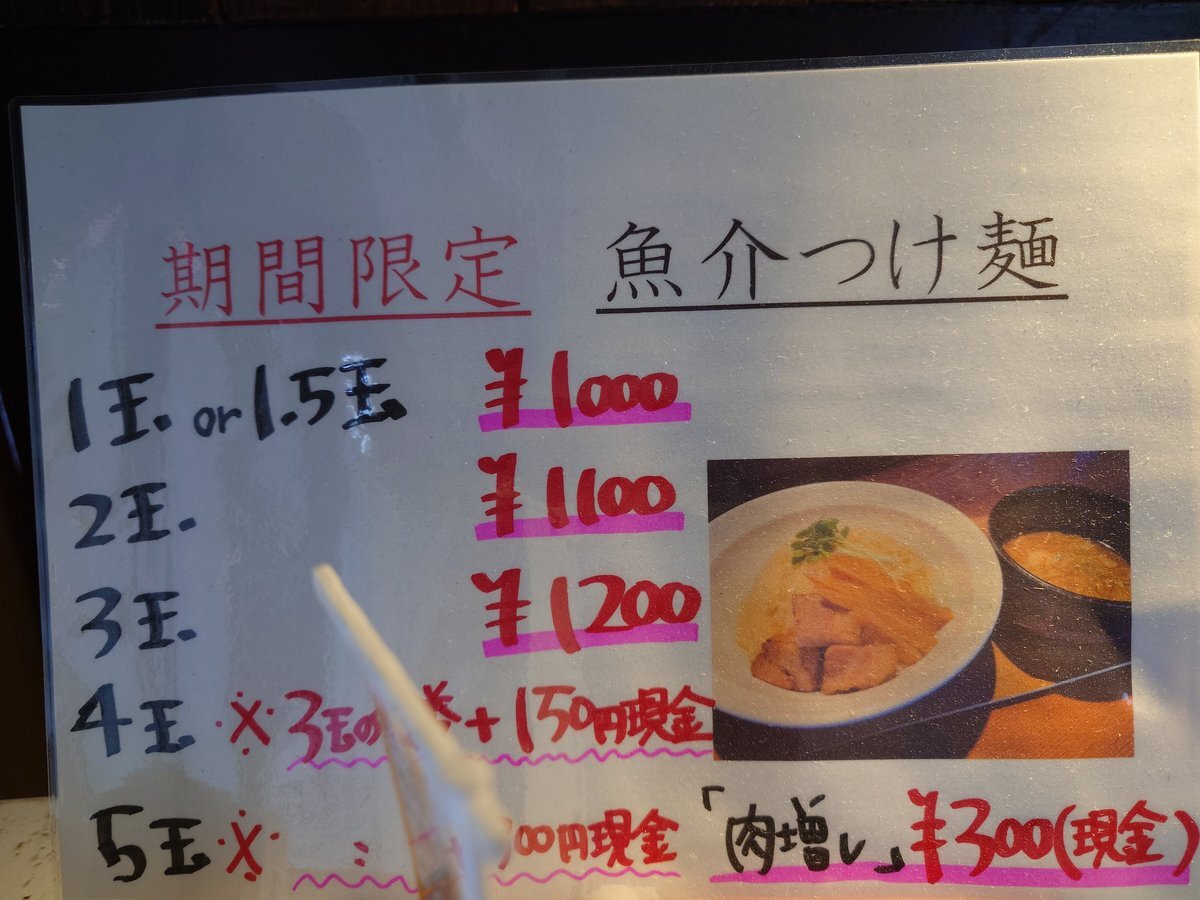 期間限定 魚介つけ麺
1玉. or 1.5玉. ¥1000
2玉. ¥1100
3玉. ¥1200
4玉 ※3玉の券+150円現金
5玉※ 〃 00円現金
「肉増し」¥300(現金)